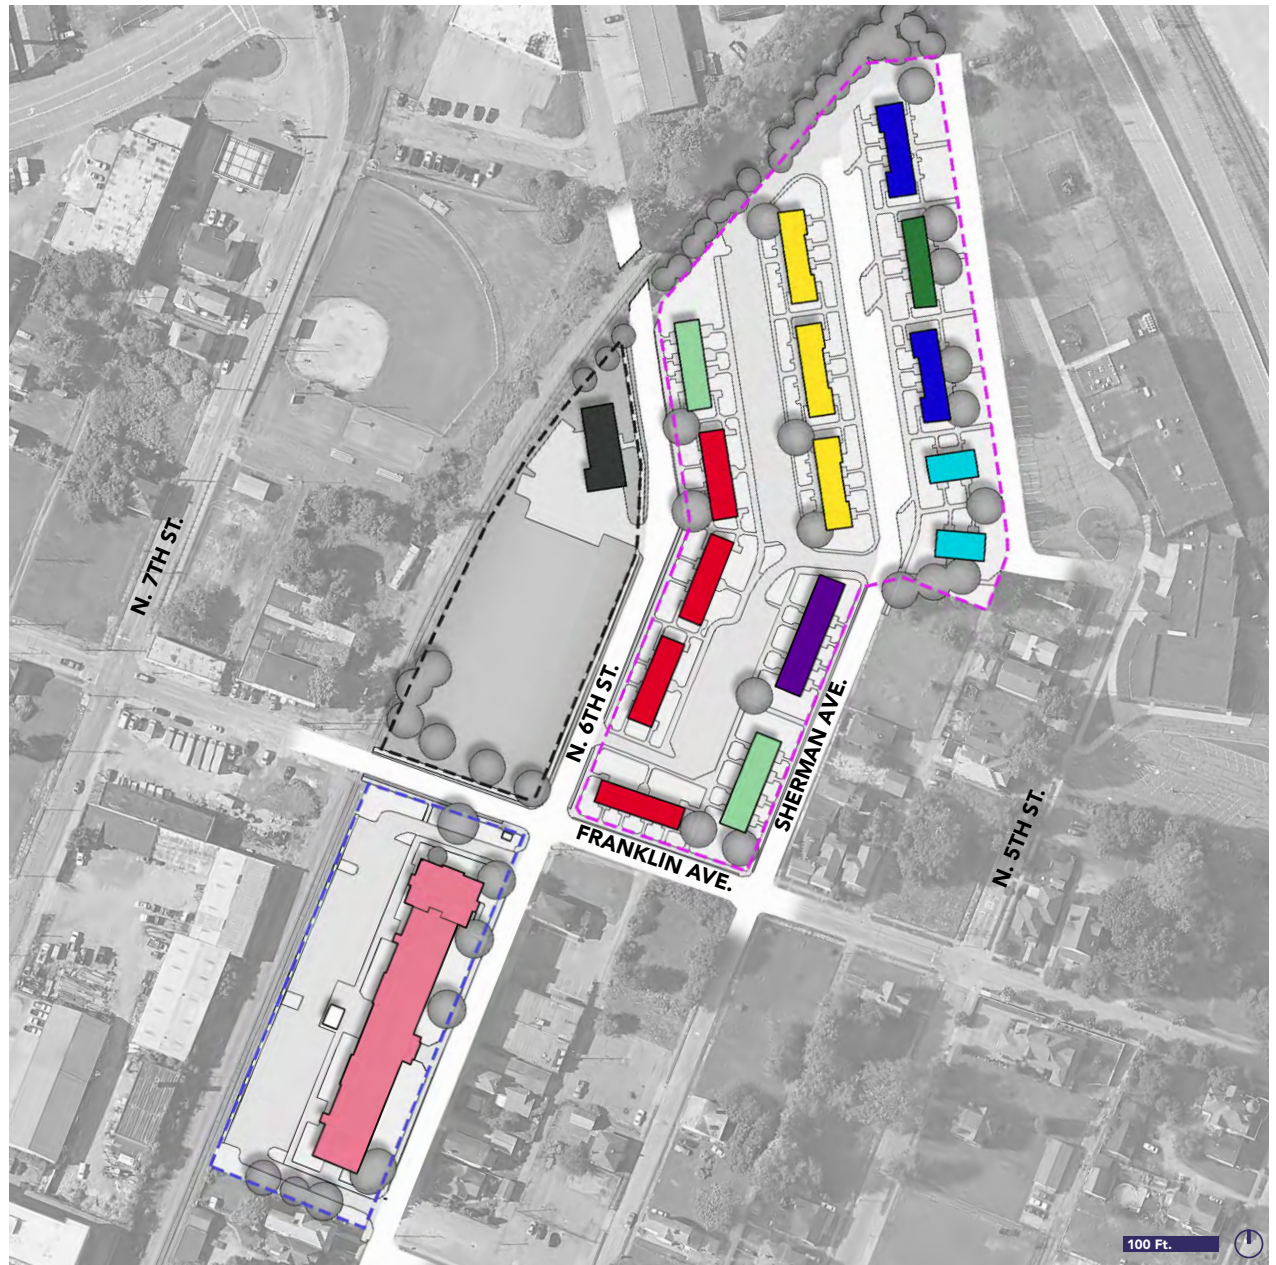 N. 7TH ST.
N. 6TH ST.
SHERMAN AVE.
N. 5TH ST.
FRANKLIN AVE.
100 Ft.